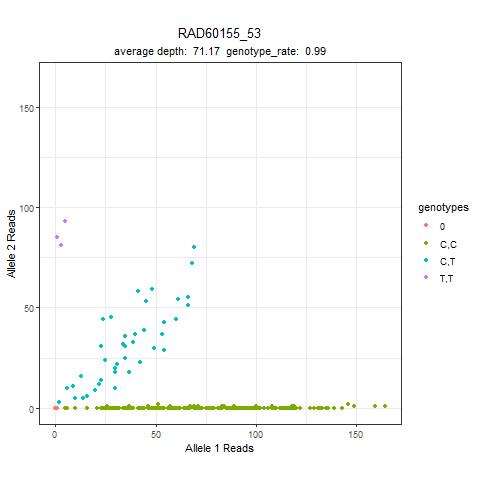 RAD60155_53
average depth:  71.17  genotype_rate:  0.99
150
100
50
0
Allele 2 Reads
0 50 100 150
Allele 1 Reads
genotypes
0
C,C
C,T
T,T